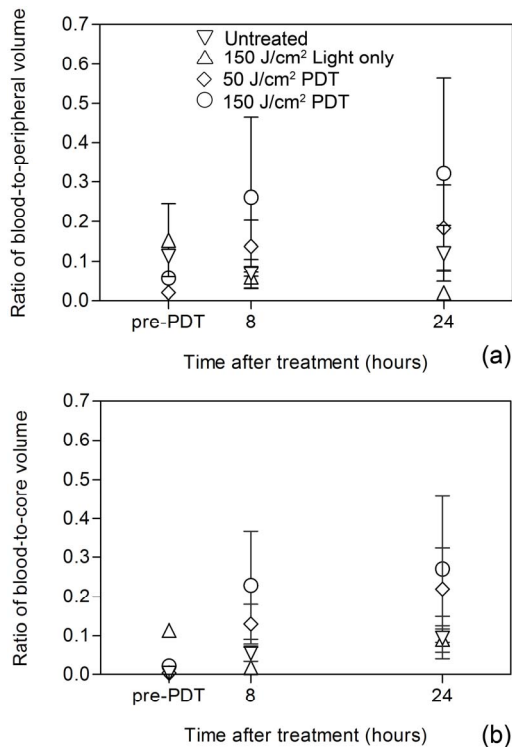 0.7
0.6
0.5
0.4
0.3
0.2
0.1
0.0
Ratio of blood-to-peripheral volume
Untreated
150 J/cm² Light only
50 J/cm² PDT
150 J/cm² PDT
pre-PDT 8 24
Time after treatment (hours)
(a)
0.7
0.6
0.5
0.4
0.3
0.2
0.1
0.0
Ratio of blood-to-core volume
pre-PDT 8 24
Time after treatment (hours)
(b)